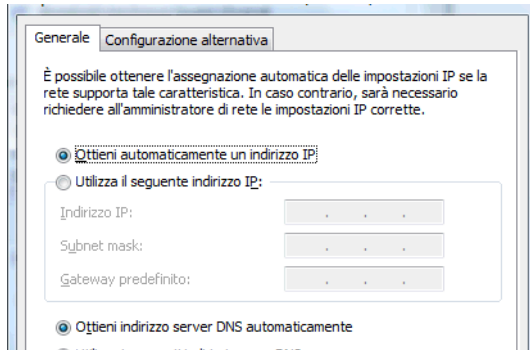 Generale
Configurazione alternativa
È possibile ottenere l'assegnazione automatica delle impostazioni IP se la
rete supporta tale caratteristica. In caso contrario, sarà necessario
richiedere all'amministratore di rete le impostazioni IP corrette.
Ottieni automaticamente un indirizzo IP
Utilizza il seguente indirizzo IP:
Indirizzo IP:
Subnet mask:
Gateway predefinito:
Ottieni indirizzo server DNS automaticamente